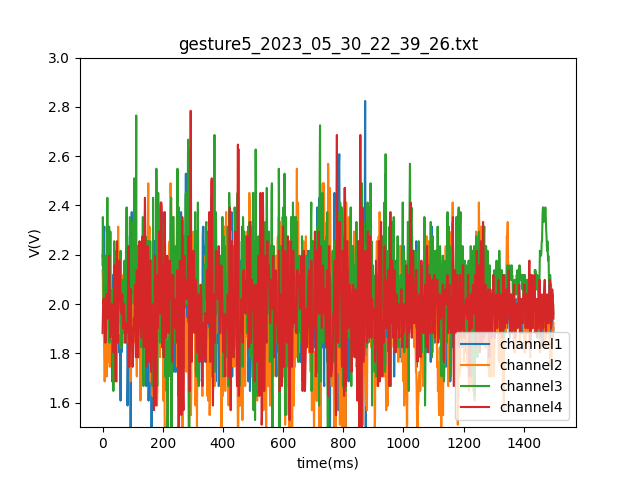 gesture5_2023_05_30_22_39_26.txt
3.0
2.8
2.6
2.4
2.2
2.0
1.8
1.6
V(V)
channel1
channel2
channel3
channel4
0 200 400 600 800 1000 1200 1400
time(ms)